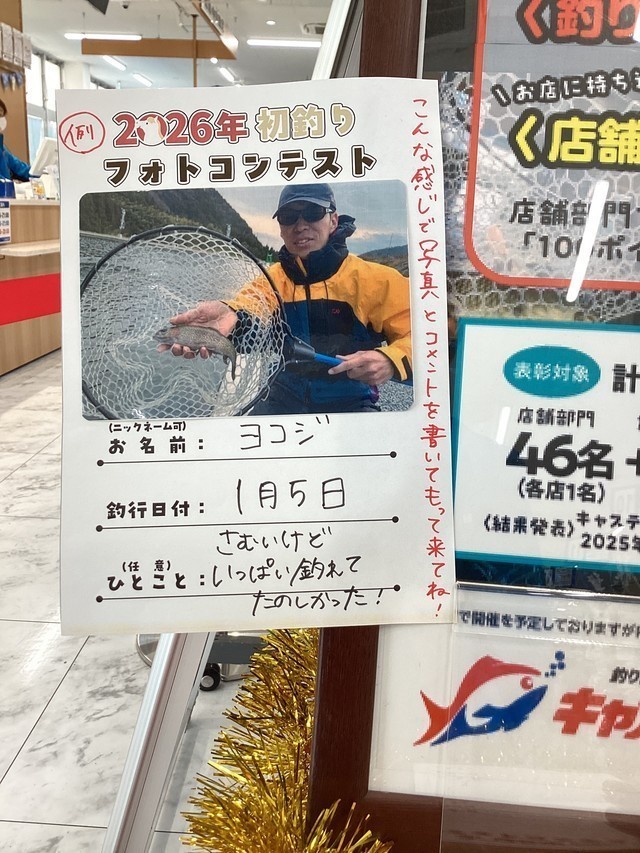 例
2026年 初釣り
フォトコンテスト
(ニックネーム可)
お名前： ヨコジ
釣行日付： 1月5日
さむいけど
(任意)
ひとこと：いっぱい釣れて
たのしかった！
こんな感じで写真とコメントを書いてもって来てね！
〈釣り
\お店に持ち
〈店舗
店舗部門
「100ポイ
表彰対象
計
店舗部門
46名+
(各店1名)
〈結果発表〉キャステ
2025年
で開催を予定しておりますが
釣り
キャ